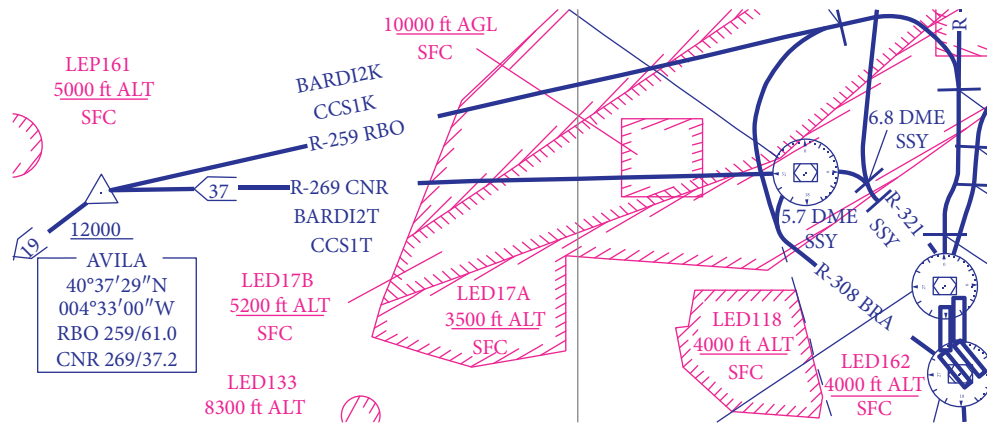 10000 ft AGL
SFC
LEP161
5000 ft ALT
SFC
BARDI2K
CCS1K
R-259 RBO
6.8 DME
SSY
R
37
R-269 CNR
BARDI2T
CCS1T
R-321
SSY
5.7 DME
SSY
R-308 BRA
19
12000
AVILA
40°37′29″N
004°33′00″W
RBO 259/61.0
CNR 269/37.2
LED17B
5200 ft ALT
SFC
LED17A
3500 ft ALT
SFC
LED118
4000 ft ALT
SFC
LED162
4000 ft ALT
SFC
LED133
8300 ft ALT